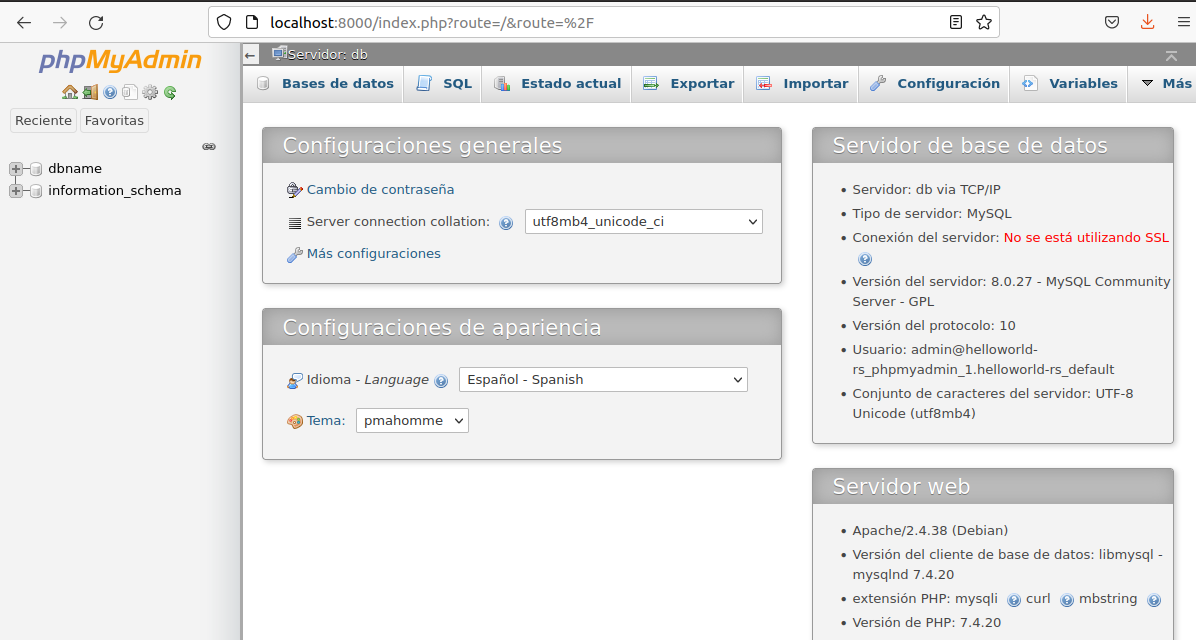 localhost:8000/index.php?route=/&route=%2F
phpMyAdmin
Reciente Favoritas
dbname
information_schema
Servidor: db
Bases de datos SQL Estado actual Exportar Importar Configuración Variables Más
Configuraciones generales
Cambio de contraseña
Server connection collation: utf8mb4_unicode_ci
Más configuraciones
Configuraciones de apariencia
Idioma - Language Español - Spanish
Tema: pmahomme
Servidor de base de datos
• Servidor: db via TCP/IP
• Tipo de servidor: MySQL
• Conexión del servidor: No se está utilizando SSL
• Versión del servidor: 8.0.27 - MySQL Community
Server - GPL
• Versión del protocolo: 10
• Usuario: admin@helloworld-
rs_phpmyadmin_1.helloworld-rs_default
• Conjunto de caracteres del servidor: UTF-8
Unicode (utf8mb4)
Servidor web
• Apache/2.4.38 (Debian)
• Versión del cliente de base de datos: libmysql -
mysqlnd 7.4.20
• extensión PHP: mysqli curl mbstring
• Versión de PHP: 7.4.20